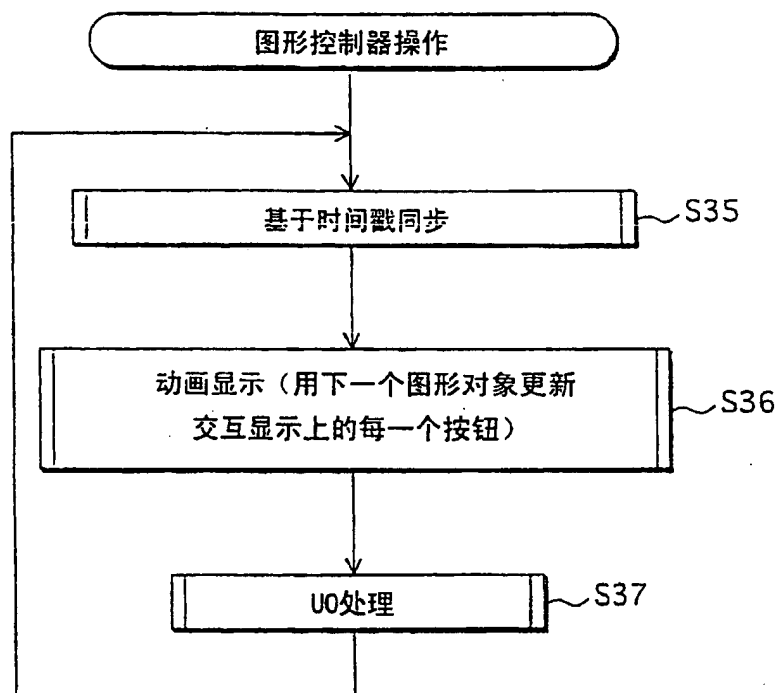 图形控制器操作
基于时间戳同步
S35
动画显示（用下一个图形对象更新
交互显示上的每一个按钮）
S36
UO处理
S37